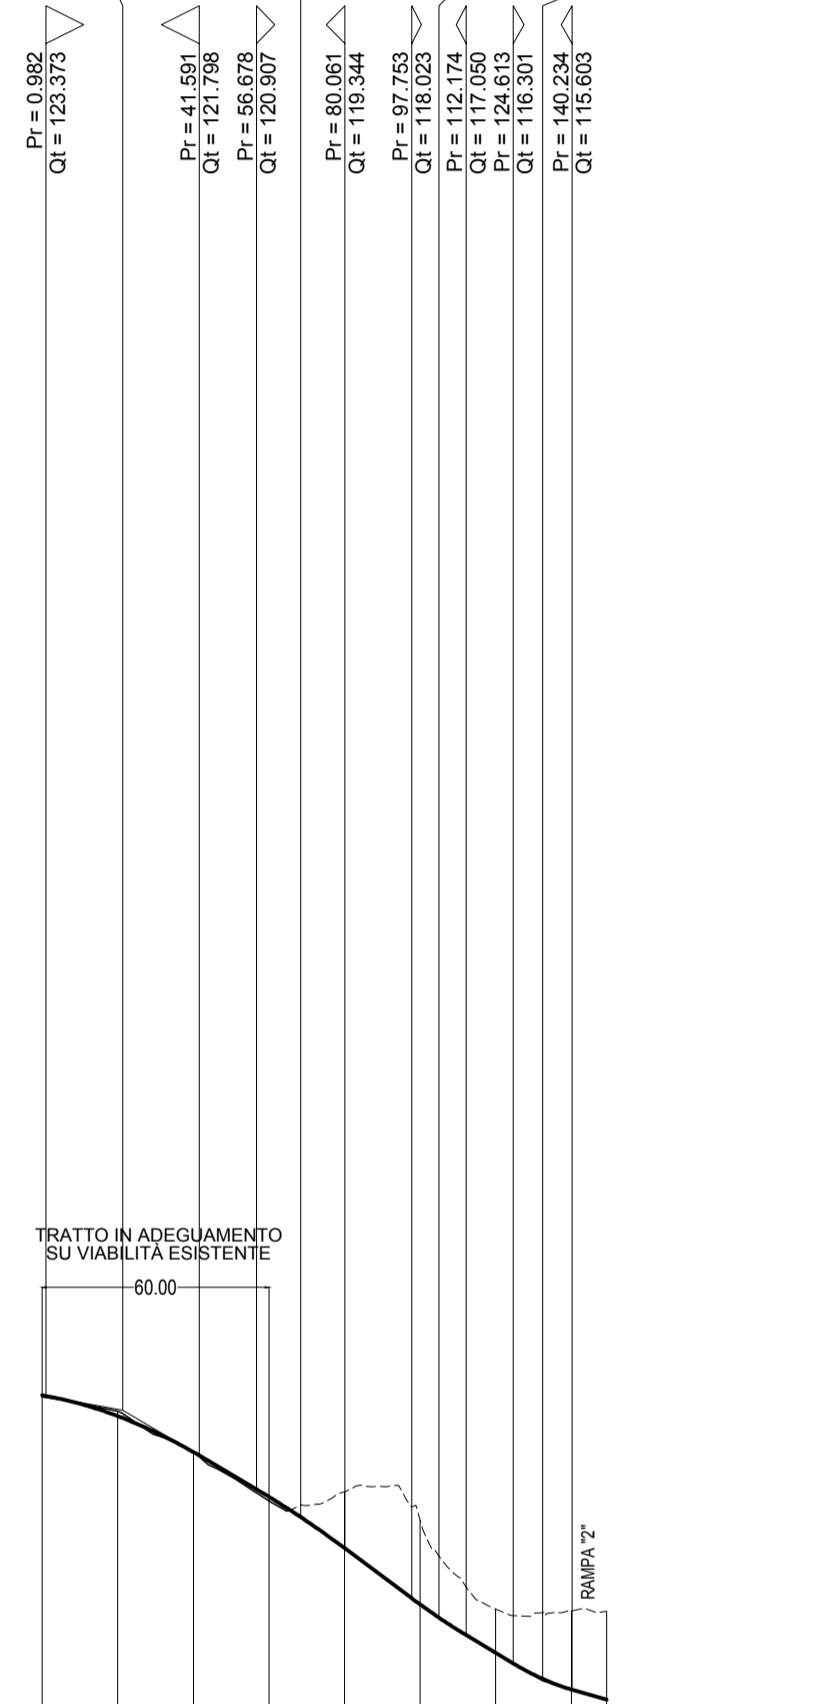 Pr = 0.982
Qt = 123.373
Pr = 41.591
Qt = 121.798
Pr = 56.678
Qt = 120.907
Pr = 80.061
Qt = 119.344
Pr = 97.753
Qt = 118.023
Pr = 112.174
Qt = 117.050
Pr = 124.613
Qt = 116.301
Pr = 140.234
Qt = 115.603
TRATTO IN ADEGUAMENTO
SU VIABILITÀ ESISTENTE
60.00
RAMPA "2"